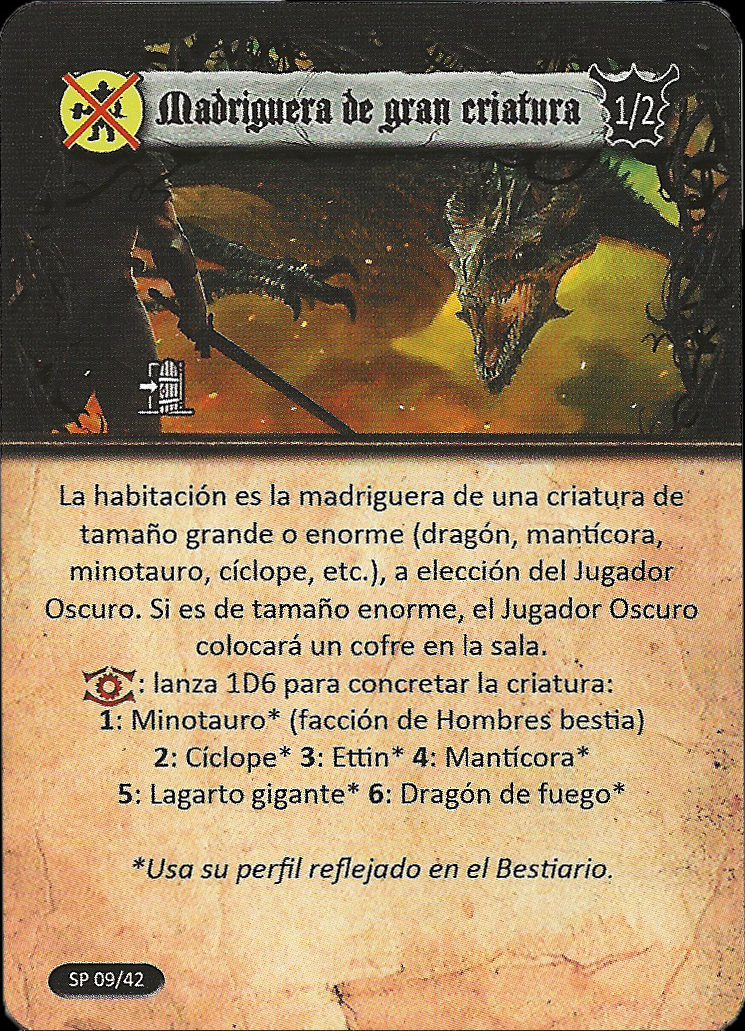 Madriguera de gran criatura
1/2
La habitación es la madriguera de una criatura de
tamaño grande o enorme (dragón, mantícora,
minotauro, cíclope, etc.), a elección del Jugador
Oscuro. Si es de tamaño enorme, el Jugador Oscuro
colocará un cofre en la sala.
: lanza 1D6 para concretar la criatura:
1: Minotauro* (facción de Hombres bestia)
2: Cíclope* 3: Ettin* 4: Mantícora*
5: Lagarto gigante* 6: Dragón de fuego*
*Usa su perfil reflejado en el Bestiario.
SP 09/42